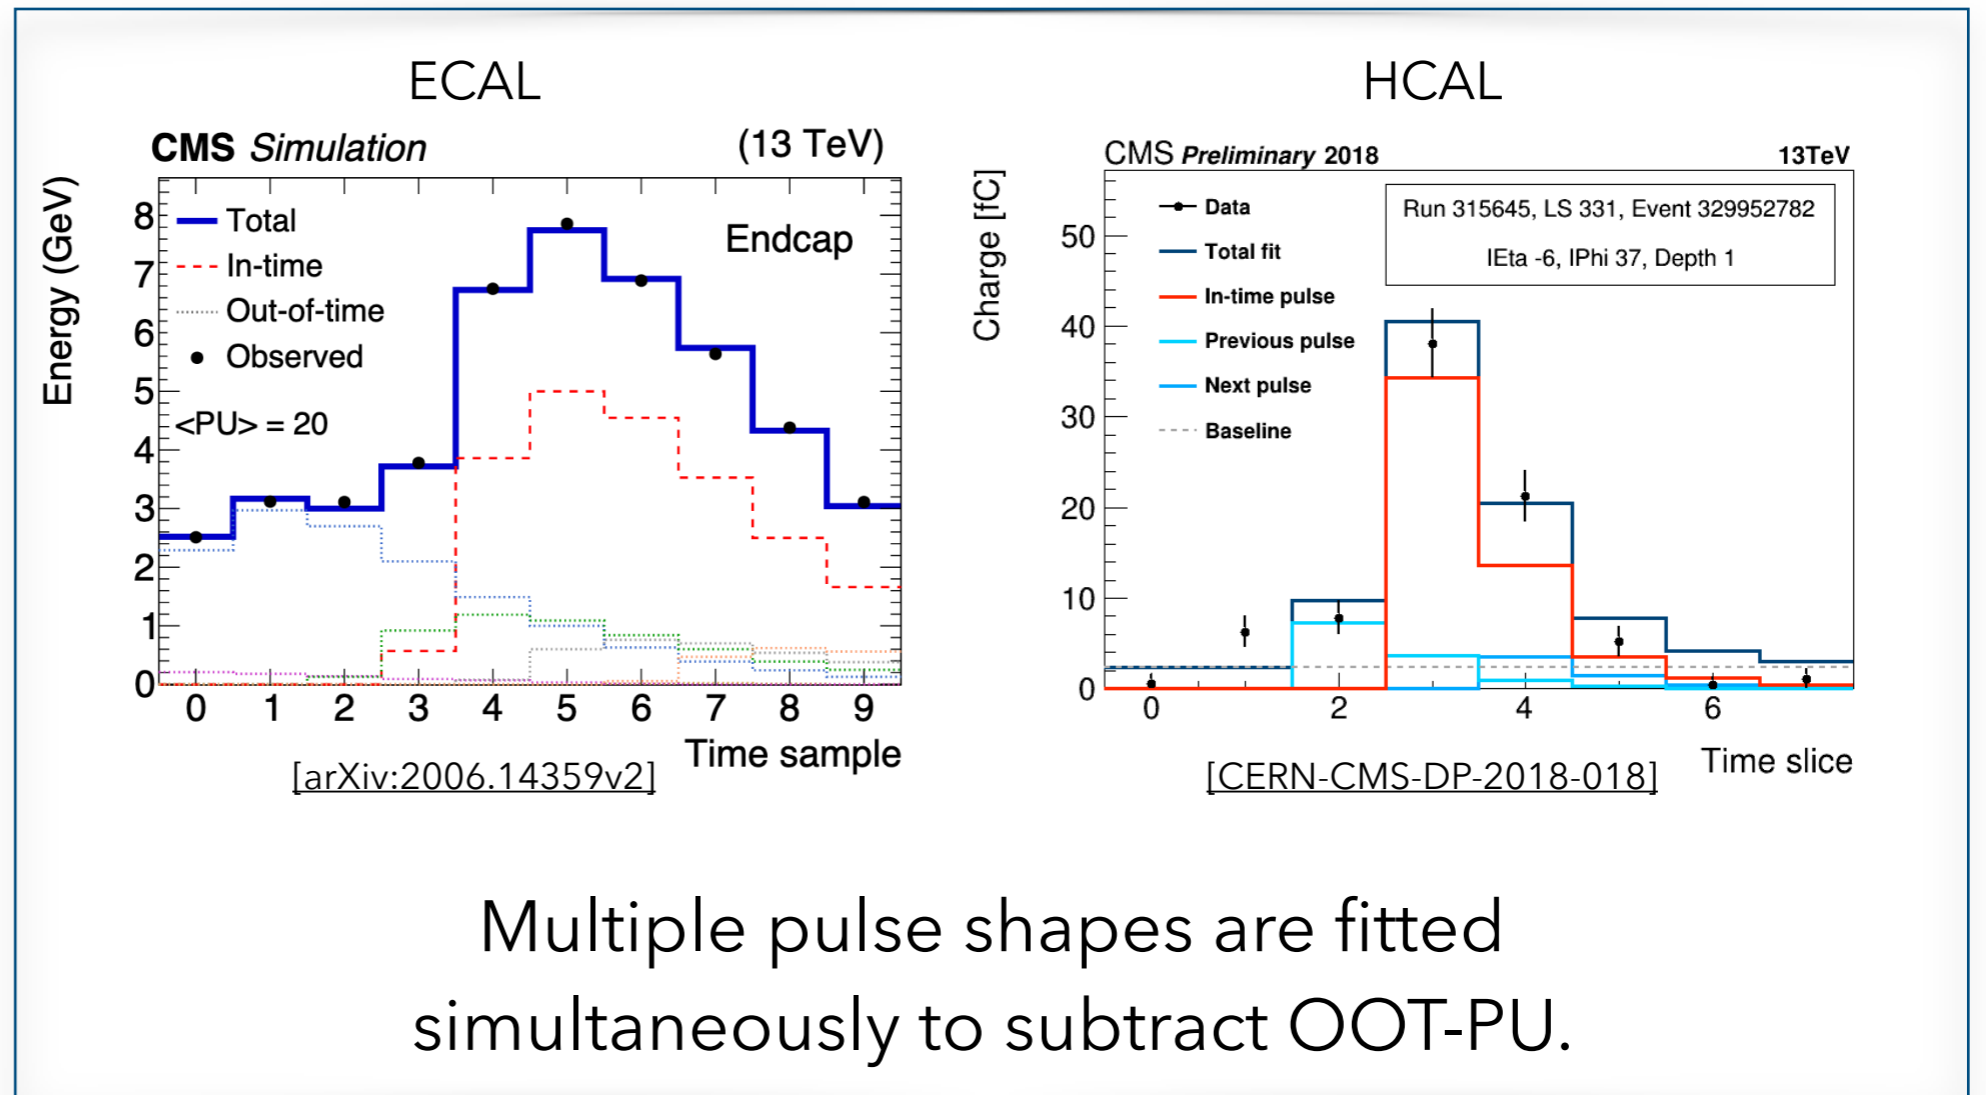 ECAL
CMS Simulation (13 TeV)
Energy (GeV)
Total
In-time
Out-of-time
Observed
Endcap
<PU> = 20
8
7
6
5
4
3
2
1
0
0 1 2 3 4 5 6 7 8 9
Time sample
[arXiv:2006.14359v2]
HCAL
CMS Preliminary 2018 13TeV
Charge [fC]
Data
Total fit
In-time pulse
Previous pulse
Next pulse
Baseline
Run 315645, LS 331, Event 329952782
IEta -6, IPhi 37, Depth 1
50
40
30
20
10
0
0 2 4 6
Time slice
[CERN-CMS-DP-2018-018]
Multiple pulse shapes are fitted
simultaneously to subtract OOT-PU.